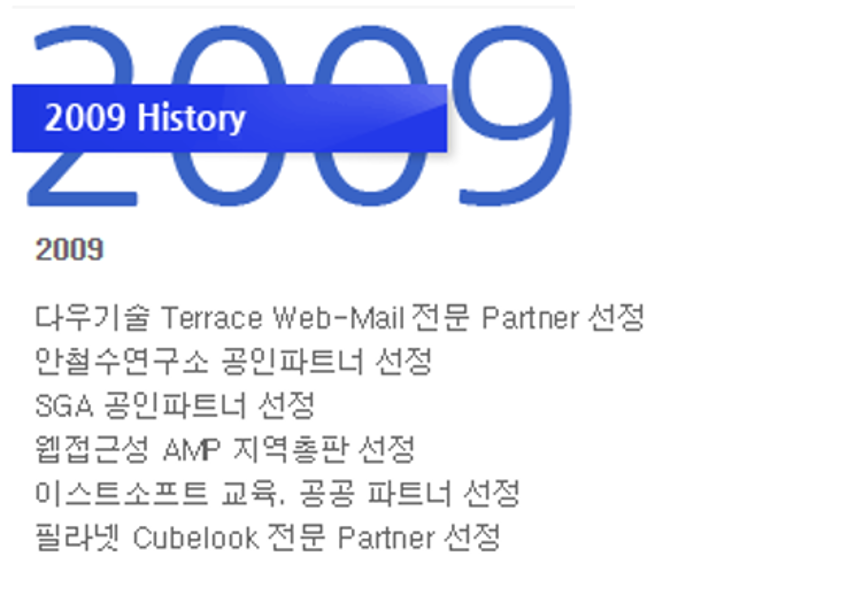 2009
2009 History
2009
다우기술 Terrace Web-Mail 전문 Partner 선정
안철수연구소 공인파트너 선정
SGA 공인파트너 선정
웹접근성 AMP 지역총판 선정
이스트소프트 교육. 공공 파트너 선정
필라넷 Cubelook 전문 Partner 선정